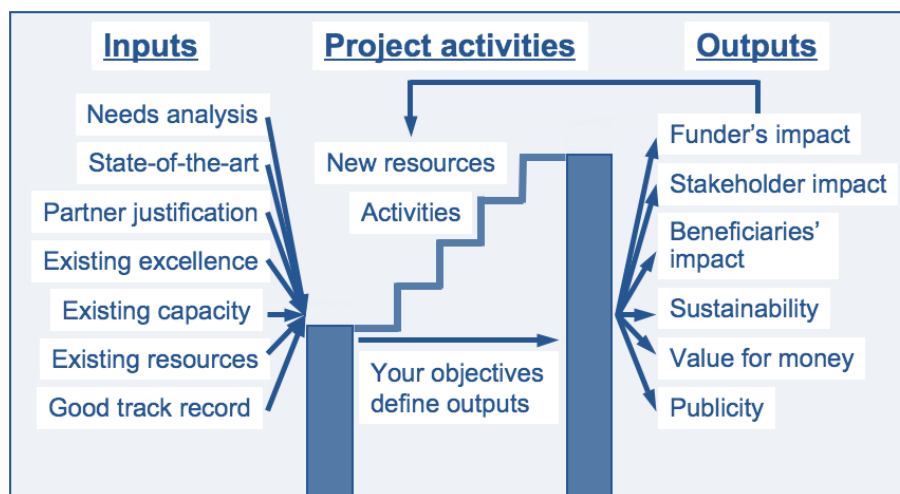 Inputs
Project activities
Outputs
Needs analysis
State-of-the-art
Partner justification
Existing excellence
Existing capacity
Existing resources
Good track record
New resources
Activities
Your objectives
define outputs
Funder's impact
Stakeholder impact
Beneficiaries'
impact
Sustainability
Value for money
Publicity